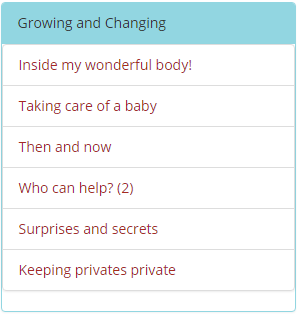 Growing and Changing
Inside my wonderful body!
Taking care of a baby
Then and now
Who can help? (2)
Surprises and secrets
Keeping privates private